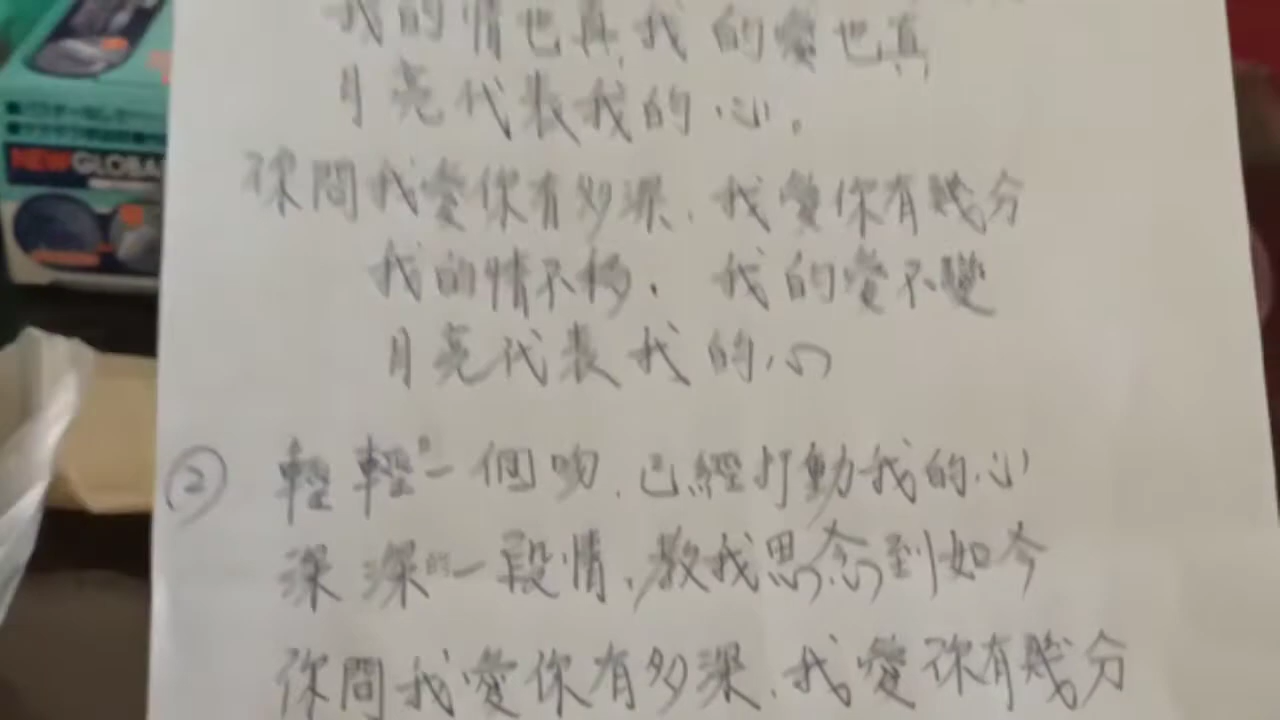 我的情也真我的愛也真
月亮代表我的心。
你問我愛你有多深.我愛你有幾分
我的情不移.我的愛不變
月亮代表我的心
② 輕輕的一個吻.已經打動我的心
深深的一段情.教我思念到如今
你問我愛你有多深.我愛你有幾分
NEW GLOBAL